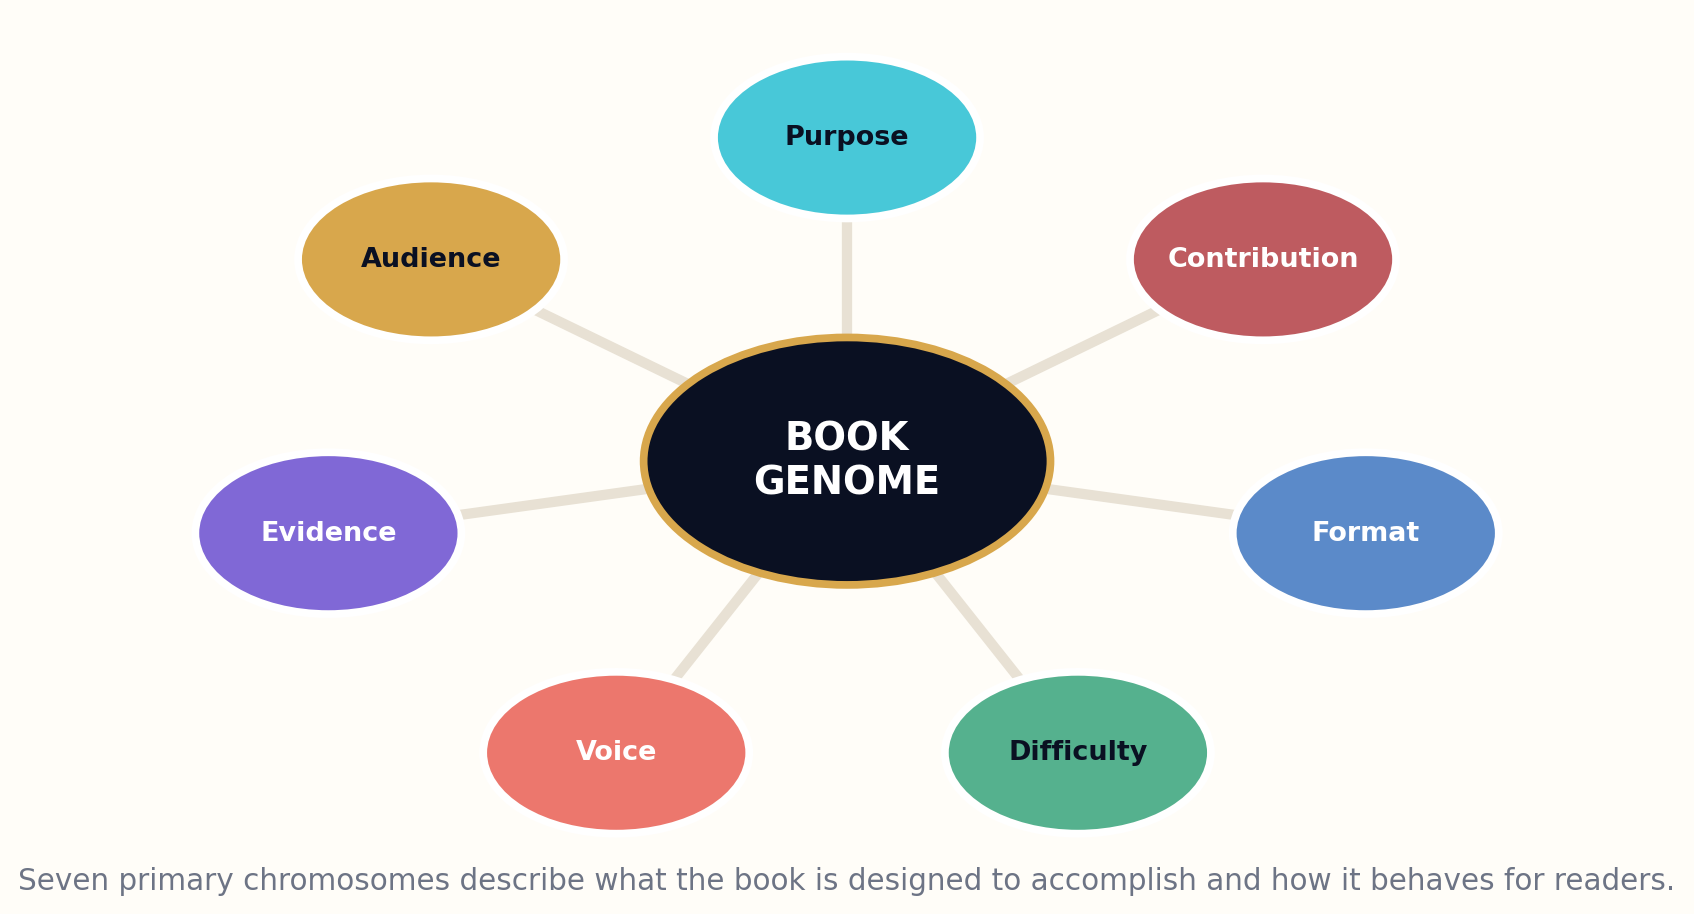 Purpose
Audience
Contribution
BOOK
GENOME
Evidence
Format
Voice
Difficulty
Seven primary chromosomes describe what the book is designed to accomplish and how it behaves for readers.